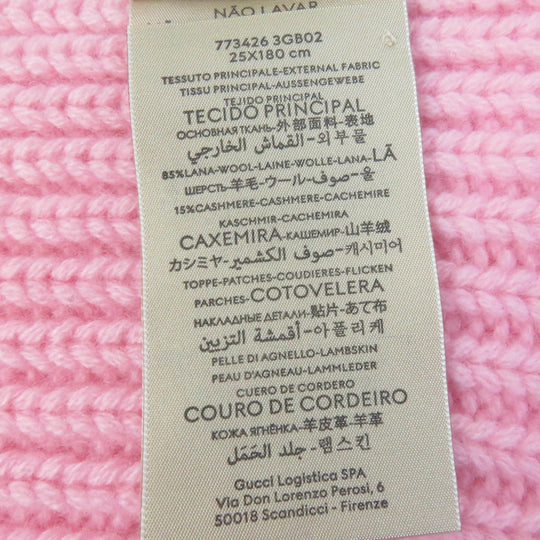 NÃO LAVAR
773426 3GB02
25X180 cm
TESSUTO PRINCIPALE-EXTERNAL FABRIC
TISSU PRINCIPAL-AUSSENGEWEBE
TEJIDO PRINCIPAL
TECIDO PRINCIPAL
ОСНОВНАЯ ТКАНЬ-外部面料-表地
القماش الخارجي-외부물
85%LANA-WOOL-LAINE-WOLLE-LANA-LÃ
ШЕРСТЬ-羊毛-ウール-صوف-울
15%CASHMERE-CASHMERE-CACHEMIRE
KASCHMIR-CACHEMIRA
CAXEMIRA-КАШЕМИР-山羊绒
カシミヤ-صوف الكشمير-캐시미어
TOPPE-PATCHES-COUDIERES-FLICKEN
PARCHES-COTOVELERA
НАКЛАДНЫЕ ДЕТАЛИ-贴片-あて布
أقمشة التزيين-아플리케
PELLE DI AGNELLO-LAMBSKIN
PEAU D'AGNEAU-LAMMLEDER
CUERO DE CORDERO
COURO DE CORDEIRO
КОЖА ЯГНЁНКА-羊皮革-羊革
جلد الحَمَل-램스킨
Gucci Logistica SPA
Via Don Lorenzo Perosi, 6
50018 Scandicci - Firenze